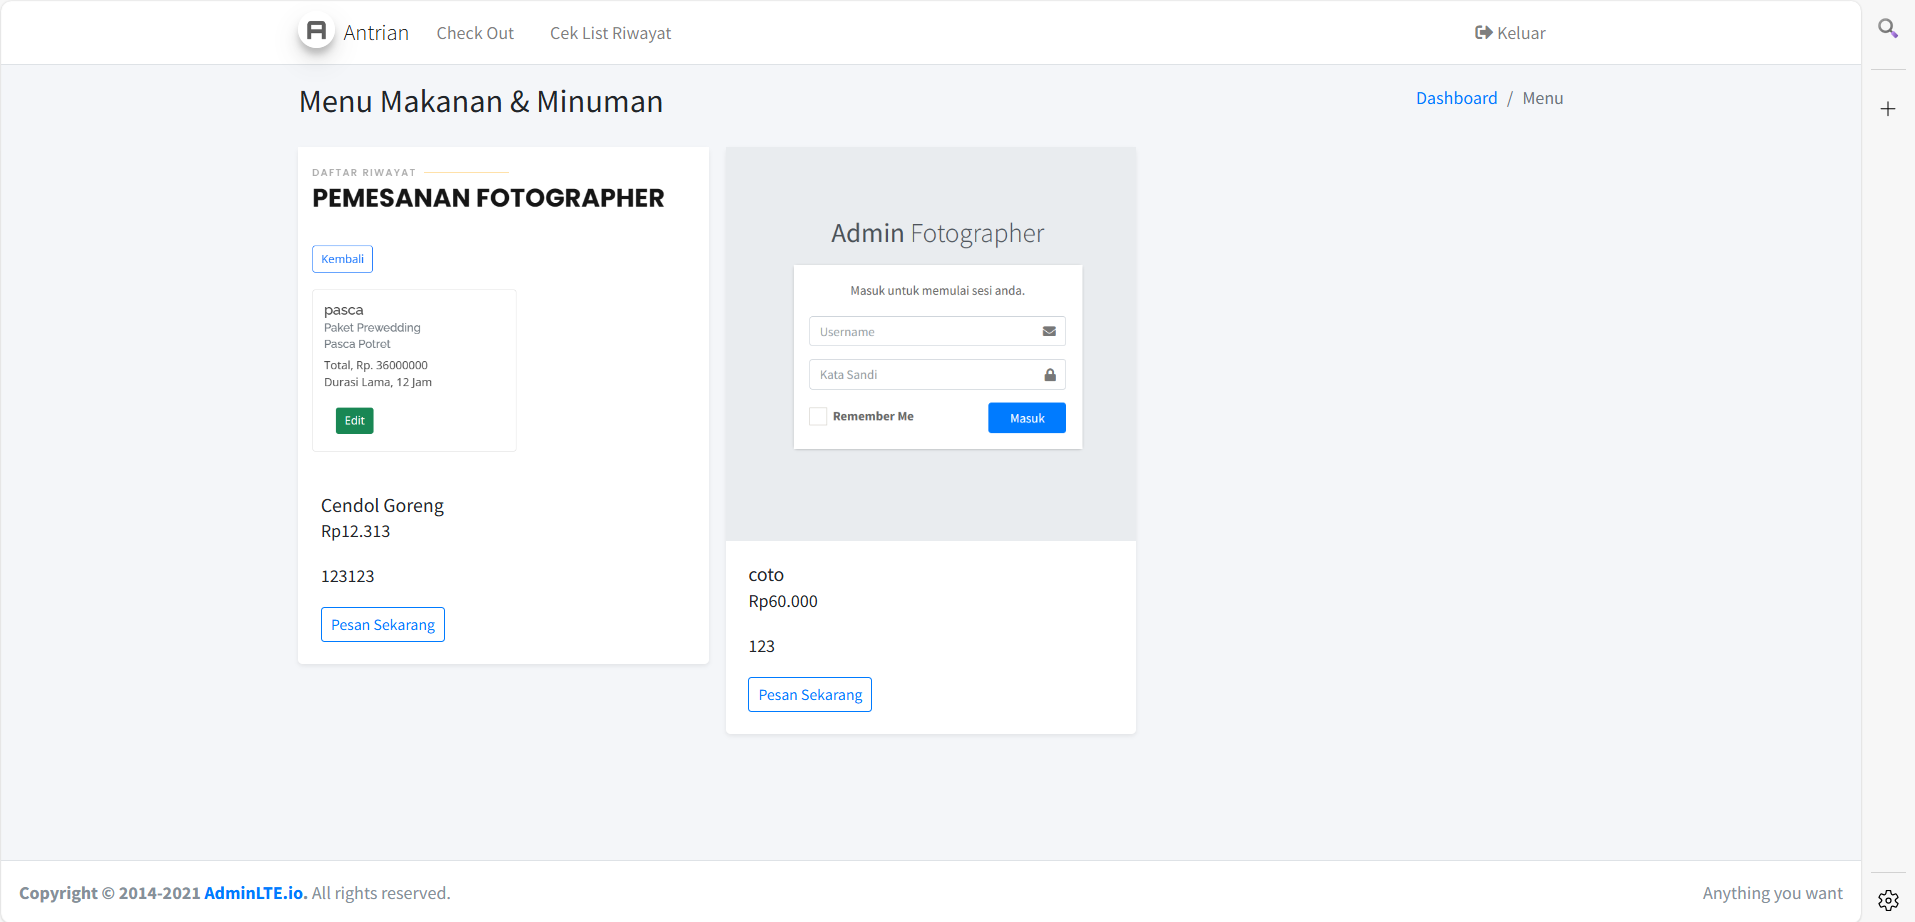 Antrian Check Out Cek List Riwayat Keluar
Menu Makanan & Minuman
Dashboard / Menu
DAFTAR RIWAYAT
PEMESANAN FOTOGRAPHER
Kembali
pasca
Paket Prewedding
Pasca Potret
Total, Rp. 36000000
Durasi Lama, 12 Jam
Edit
Cendol Goreng
Rp12.313
123123
Pesan Sekarang
Admin Fotographer
Masuk untuk memulai sesi anda.
Username
Kata Sandi
Remember Me Masuk
coto
Rp60.000
123
Pesan Sekarang
Copyright © 2014-2021 AdminLTE.io. All rights reserved. Anything you want